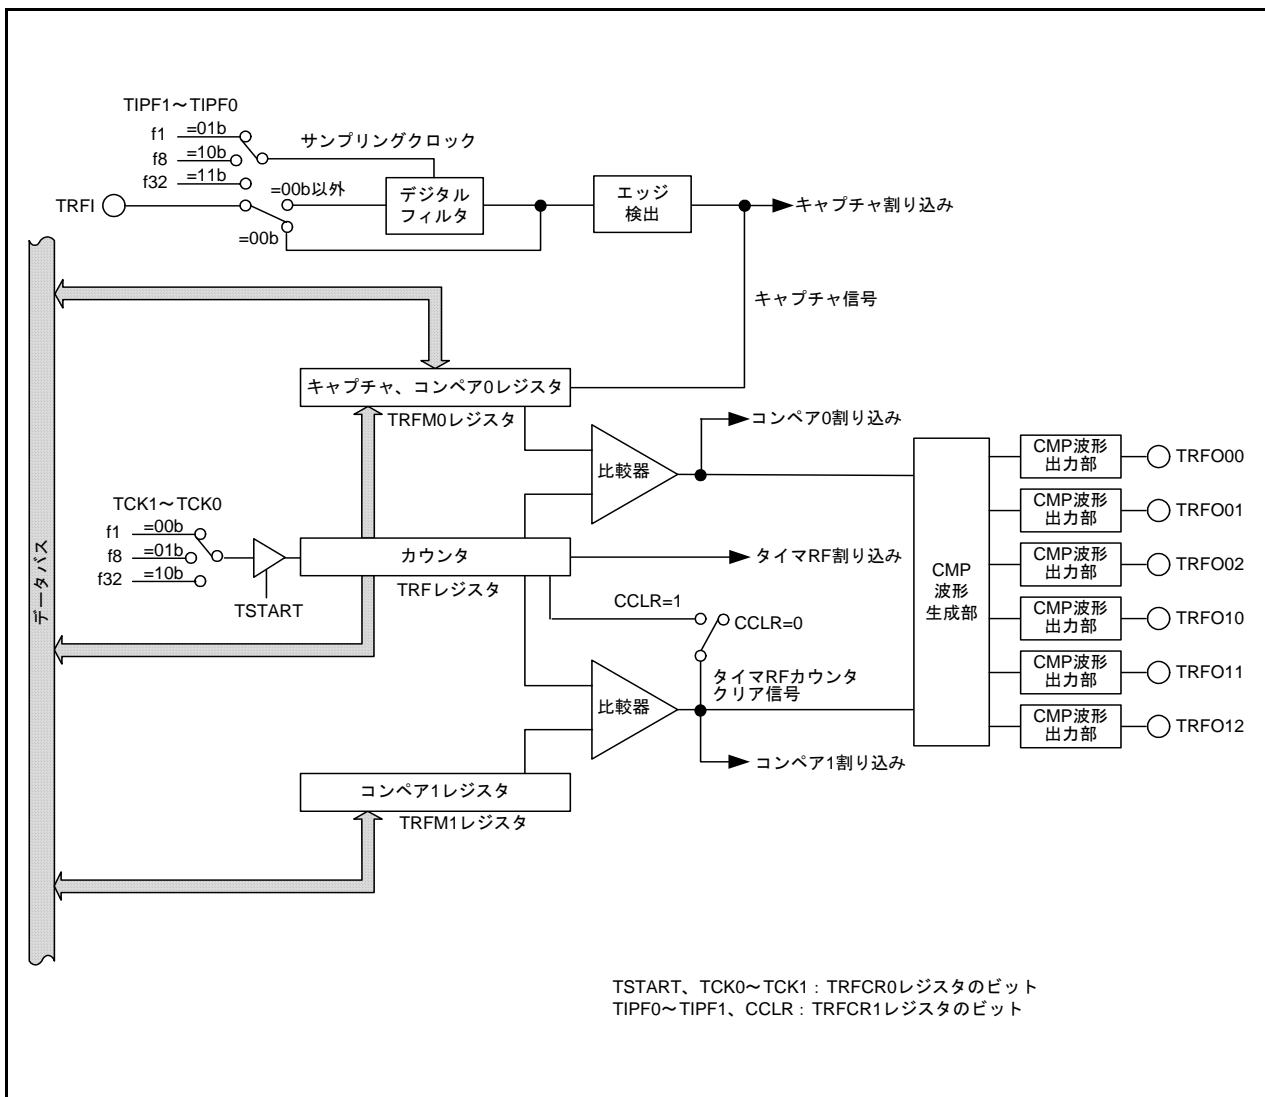 TIPF1～TIPF0
f1 =01b
f8 =10b
f32 =11b
サンプリングクロック
TRFI
=00b以外
=00b
デジタル
フィルタ
エッジ
検出
キャプチャ割り込み
キャプチャ信号
データバス
キャプチャ、コンペア0レジスタ
TRFM0レジスタ
比較器
コンペア0割り込み
TCK1～TCK0
f1 =00b
f8 =01b
f32 =10b
TSTART
カウンタ
TRFレジスタ
タイマRF割り込み
CCLR=1
CCLR=0
タイマRFカウンタ
クリア信号
比較器
コンペア1割り込み
コンペア1レジスタ
TRFM1レジスタ
CMP
波形
生成部
CMP波形
出力部
TRFO00
CMP波形
出力部
TRFO01
CMP波形
出力部
TRFO02
CMP波形
出力部
TRFO10
CMP波形
出力部
TRFO11
CMP波形
出力部
TRFO12
TSTART、TCK0～TCK1 : TRFCR0レジスタのビット
TIPF0～TIPF1、CCLR : TRFCR1レジスタのビット